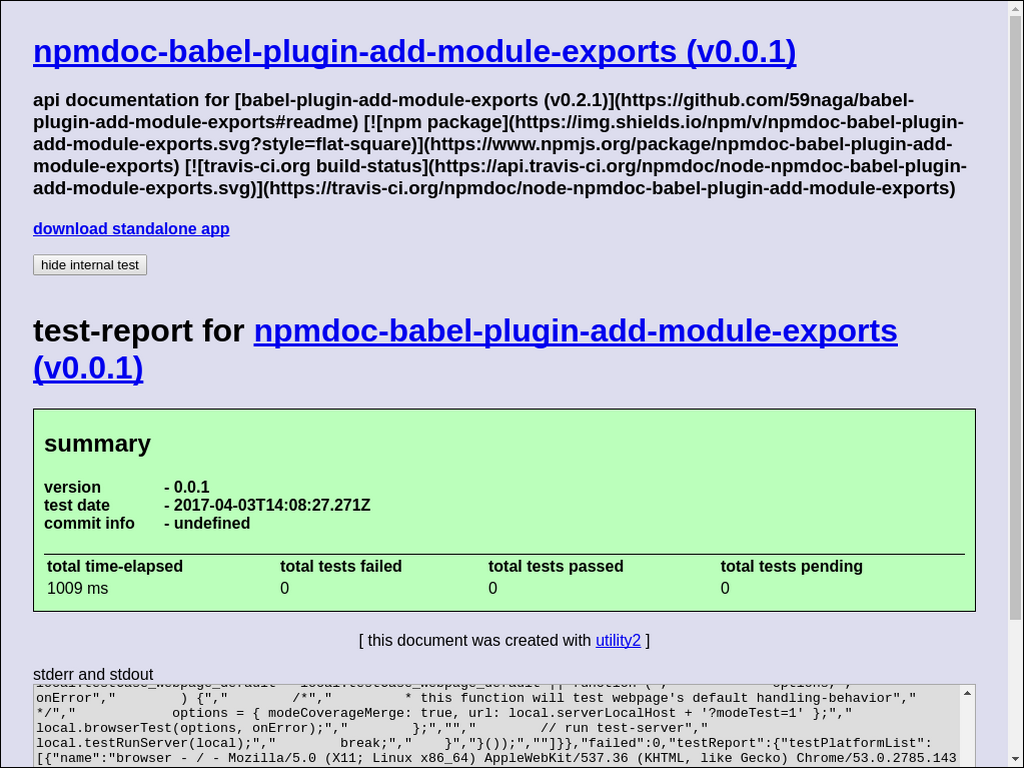 npmdoc-babel-plugin-add-module-exports (v0.0.1)
api documentation for [babel-plugin-add-module-exports (v0.2.1)](https://github.com/59naga/babel-
plugin-add-module-exports#readme) [![npm package](https://img.shields.io/npm/v/npmdoc-babel-plugin-
add-module-exports.svg?style=flat-square)](https://www.npmjs.org/package/npmdoc-babel-plugin-add-
module-exports) [![travis-ci.org build-status](https://api.travis-ci.org/npmdoc/node-npmdoc-babel-plugin-
add-module-exports.svg)](https://travis-ci.org/npmdoc/node-npmdoc-babel-plugin-add-module-exports)
download standalone app
hide internal test
test-report for npmdoc-babel-plugin-add-module-exports
(v0.0.1)
summary
version - 0.0.1
test date - 2017-04-03T14:08:27.271Z
commit info - undefined
total time-elapsed total tests failed total tests passed total tests pending
1009 ms 0 0 0
[ this document was created with utility2 ]
stderr and stdout
onError","        ) {","        /*","         * this function will test webpage's default handling-behavior","
*/","            options = { modeCoverageMerge: true, url: local.serverLocalHost + '?modeTest=1' };","
local.browserTest(options, onError);","        };","","        // run test-server","
local.testRunServer(local);","        break;","    }","}());",""]}},"failed":0,"testReport":{"testPlatformList":
[{"name":"browser - / - Mozilla/5.0 (X11; Linux x86_64) AppleWebKit/537.36 (KHTML, like Gecko) Chrome/53.0.2785.143